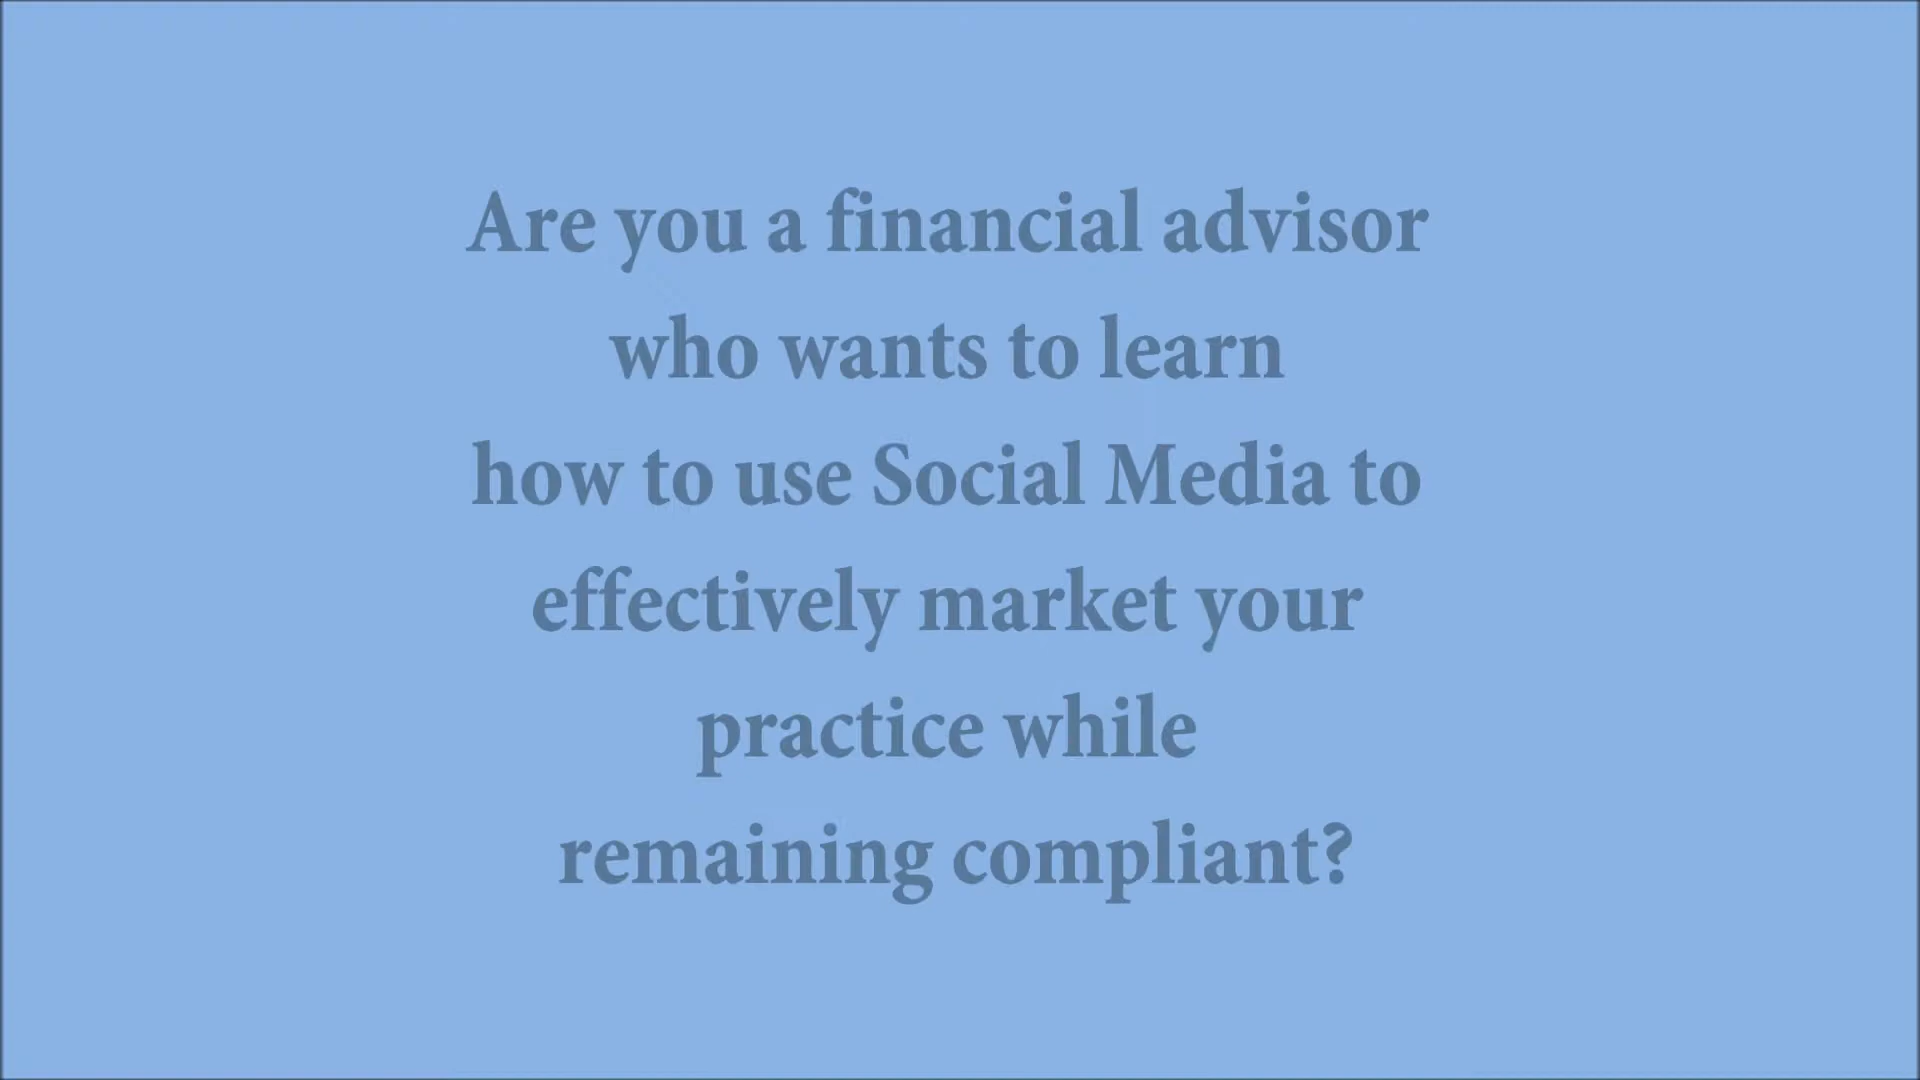 Are you a financial advisor
who wants to learn
how to use Social Media to
effectively market your
practice while
remaining compliant?